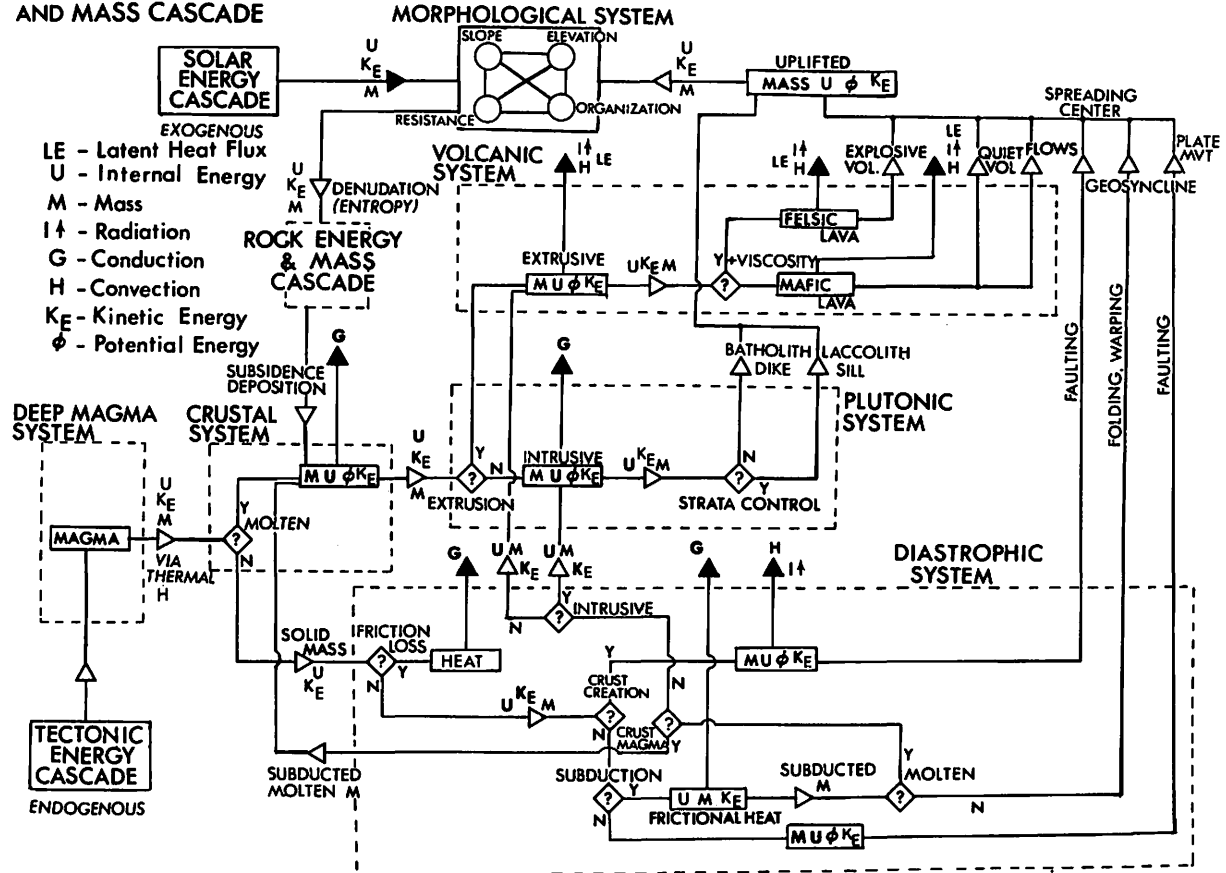 AND MASS CASCADE
MORPHOLOGICAL SYSTEM
SLOPE
ELEVATION
RESISTANCE
ORGANIZATION
SOLAR
ENERGY
CASCADE
EXOGENOUS
U
KE
M
U
KE
M
UPLIFTED
MASS U ϕ KE
SPREADING
CENTER
PLATE
MVT
GEOSYNCLINE
LE - Latent Heat Flux
U - Internal Energy
M - Mass
I↑ - Radiation
G - Conduction
H - Convection
KE - Kinetic Energy
ϕ - Potential Energy
U
KE
M
DENUDATION
(ENTROPY)
ROCK ENERGY
& MASS
CASCADE
SUBSIDENCE
DEPOSITION
G
VOLCANIC
SYSTEM
I↑
H LE
LE I↑
H
EXPLOSIVE
VOL.
LE
I↑
H
QUIET
VOL
FLOWS
FELSIC
LAVA
EXTRUSIVE
M U ϕ KE
U KE M
Y +VISCOSITY
?
MAFIC
LAVA
G
BATHOLITH
DIKE
LACCOLITH
SILL
PLUTONIC
SYSTEM
FAULTING
FOLDING, WARPING
FAULTING
DEEP MAGMA
SYSTEM
CRUSTAL
SYSTEM
M U ϕ KE
U
KE
M
Y
?
N
EXTRUSION
INTRUSIVE
M U ϕ KE
U KE M
N
?
Y
STRATA CONTROL
MAGMA
U
KE
M
VIA
THERMAL
H
Y
MOLTEN
?
N
TECTONIC
ENERGY
CASCADE
ENDOGENOUS
DIASTROPHIC
SYSTEM
G
U M
KE
U M
KE
G
H
I↑
Y
?
INTRUSIVE
N
SOLID
MASS
U
KE
FRICTION
LOSS
?
Y
N
HEAT
M U ϕ KE
Y
CRUST
CREATION
?
N
U KE M
N
?
CRUST
MAGMA
Y
SUBDUCTED
MOLTEN M
SUBDUCTION
?
Y
N
U M KE
FRICTIONAL HEAT
SUBDUCTED
M
Y
MOLTEN
?
N
M U ϕ KE